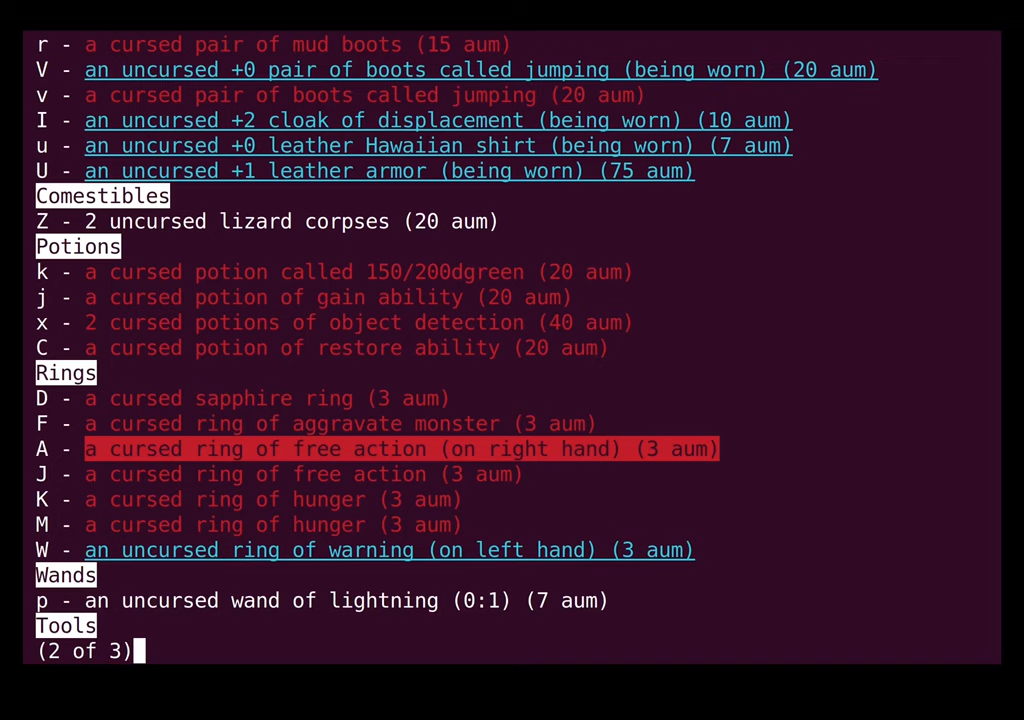 r - a cursed pair of mud boots (15 aum)
V - an uncursed +0 pair of boots called jumping (being worn) (20 aum)
v - a cursed pair of boots called jumping (20 aum)
I - an uncursed +2 cloak of displacement (being worn) (10 aum)
u - an uncursed +0 leather Hawaiian shirt (being worn) (7 aum)
U - an uncursed +1 leather armor (being worn) (75 aum)
Comestibles
Z - 2 uncursed lizard corpses (20 aum)
Potions
k - a cursed potion called 150/200dgreen (20 aum)
j - a cursed potion of gain ability (20 aum)
x - 2 cursed potions of object detection (40 aum)
C - a cursed potion of restore ability (20 aum)
Rings
D - a cursed sapphire ring (3 aum)
F - a cursed ring of aggravate monster (3 aum)
A - a cursed ring of free action (on right hand) (3 aum)
J - a cursed ring of free action (3 aum)
K - a cursed ring of hunger (3 aum)
M - a cursed ring of hunger (3 aum)
W - an uncursed ring of warning (on left hand) (3 aum)
Wands
p - an uncursed wand of lightning (0:1) (7 aum)
Tools
(2 of 3)